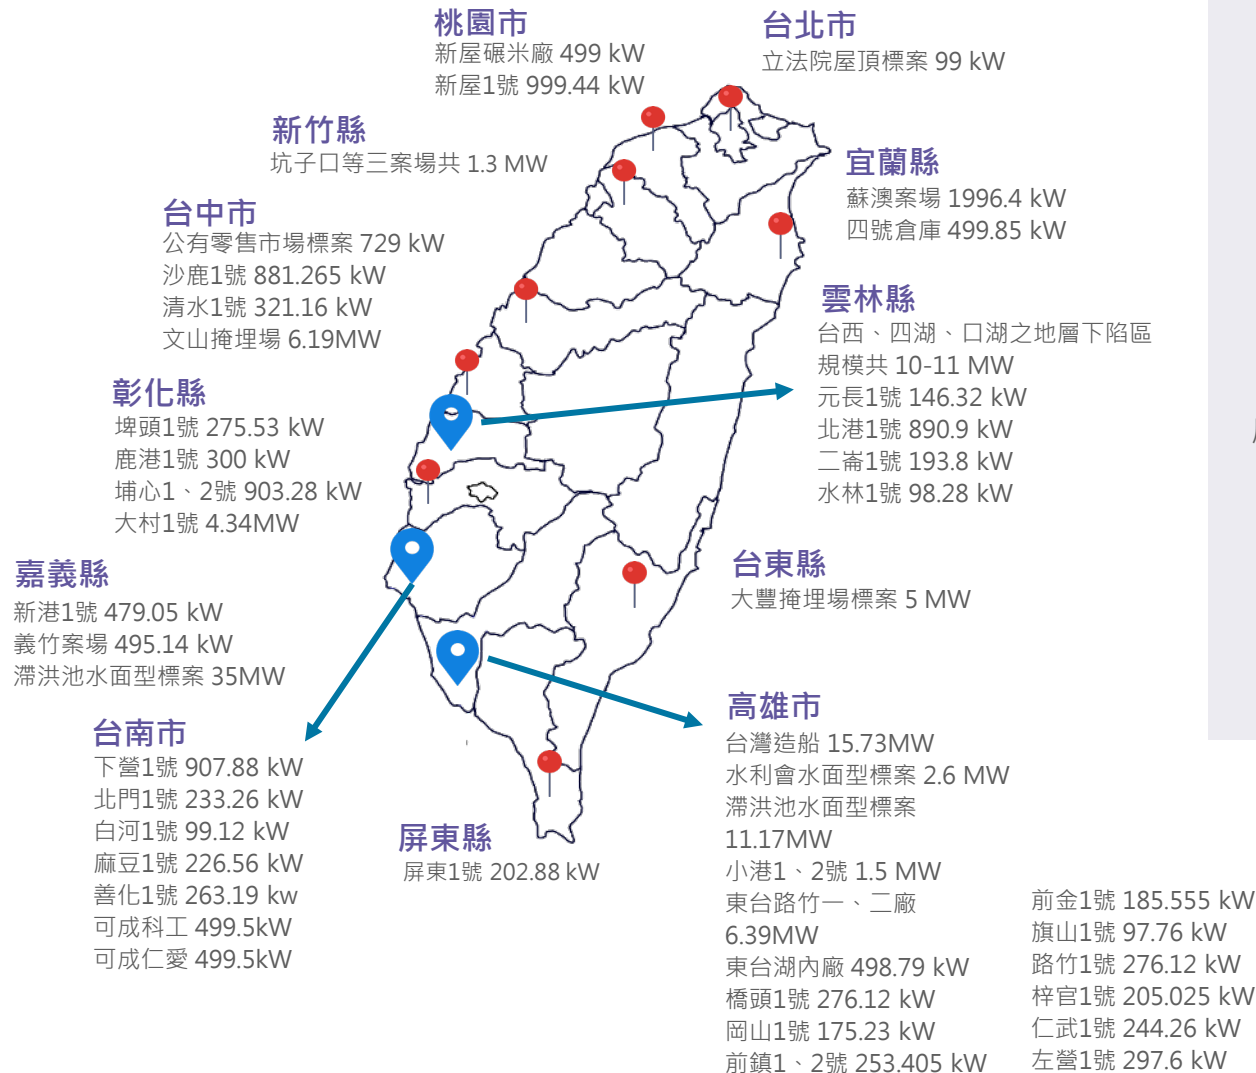 桃園市
新屋碾米廠 499 kW
新屋1號 999.44 kW
台北市
立法院屋頂標案 99 kW
新竹縣
坑子口等三案場共 1.3 MW
宜蘭縣
蘇澳案場 1996.4 kW
四號倉庫 499.85 kW
台中市
公有零售市場標案 729 kW
沙鹿1號 881.265 kW
清水1號 321.16 kW
文山掩埋場 6.19MW
雲林縣
台西、四湖、口湖之地層下陷區
規模共 10-11 MW
元長1號 146.32 kW
北港1號 890.9 kW
二崙1號 193.8 kW
水林1號 98.28 kW
彰化縣
埤頭1號 275.53 kW
鹿港1號 300 kW
埔心1、2號 903.28 kW
大村1號 4.34MW
嘉義縣
新港1號 479.05 kW
義竹案場 495.14 kW
滯洪池水面型標案 35MW
台東縣
大豐掩埋場標案 5 MW
台南市
下營1號 907.88 kW
北門1號 233.26 kW
白河1號 99.12 kW
麻豆1號 226.56 kW
善化1號 263.19 kw
可成科工 499.5kW
可成仁愛 499.5kW
屏東縣
屏東1號 202.88 kW
高雄市
台灣造船 15.73MW
水利會水面型標案 2.6 MW
滯洪池水面型標案
11.17MW
小港1、2號 1.5 MW
東台路竹一、二廠
6.39MW
東台湖內廠 498.79 kW
橋頭1號 276.12 kW
岡山1號 175.23 kW
前鎮1、2號 253.405 kW
前金1號 185.555 kW
旗山1號 97.76 kW
路竹1號 276.12 kW
梓官1號 205.025 kW
仁武1號 244.26 kW
左營1號 297.6 kW